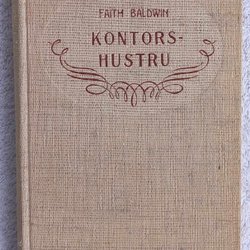 FAITH BALDWIN
KONTORS-
HUSTRU